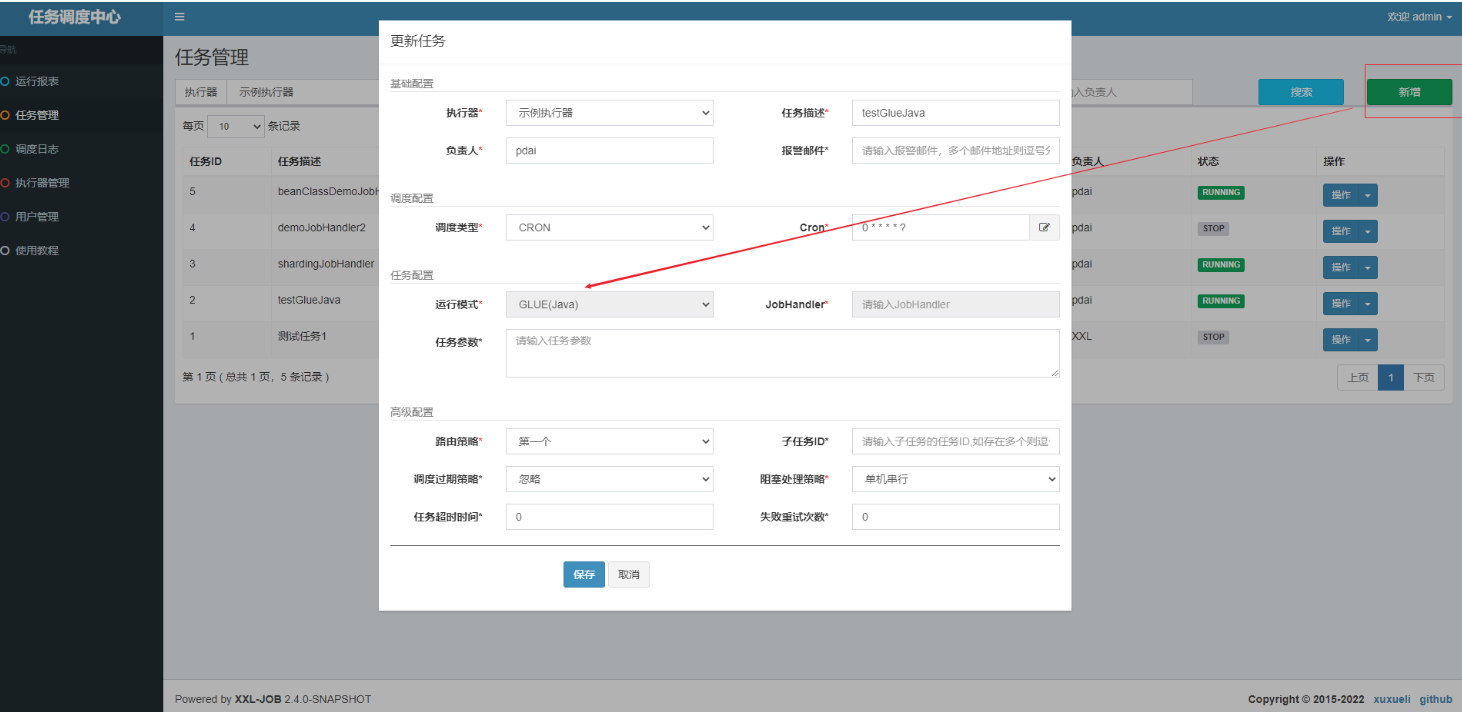 任务调度中心
欢迎 admin
导航
运行报表
任务管理
调度日志
执行器管理
用户管理
使用教程
任务管理
执行器 示例执行器
入负责人
搜索
新增
每页 10 条记录
任务ID 任务描述 负责人 状态 操作
5 beanClassDemoJobH pdai RUNNING 操作
4 demoJobHandler2 pdai STOP 操作
3 shardingJobHandler pdai RUNNING 操作
2 testGlueJava pdai RUNNING 操作
1 测试任务1 XXL STOP 操作
第 1 页 ( 总共 1 页，5 条记录 )
上页 1 下页
更新任务
基础配置
执行器* 示例执行器 任务描述* testGlueJava
负责人* pdai 报警邮件* 请输入报警邮件，多个邮件地址则逗号分
调度配置
调度类型* CRON Cron* 0 * * * * ?
任务配置
运行模式* GLUE(Java) JobHandler* 请输入JobHandler
任务参数* 请输入任务参数
高级配置
路由策略* 第一个 子任务ID* 请输入子任务的任务ID,如存在多个则逗
调度过期策略* 忽略 阻塞处理策略* 单机串行
任务超时时间* 0 失败重试次数* 0
保存 取消
Powered by XXL-JOB 2.4.0-SNAPSHOT
Copyright © 2015-2022 xuxueli github